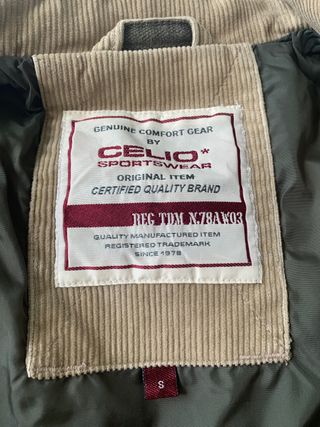 GENUINE COMFORT GEAR
BY
CELIO*
SPORTSWEAR
ORIGINAL ITEM
CERTIFIED QUALITY BRAND
REG TDM N.78AW03
QUALITY MANUFACTURED ITEM
REGISTERED TRADEMARK
SINCE 1978
S